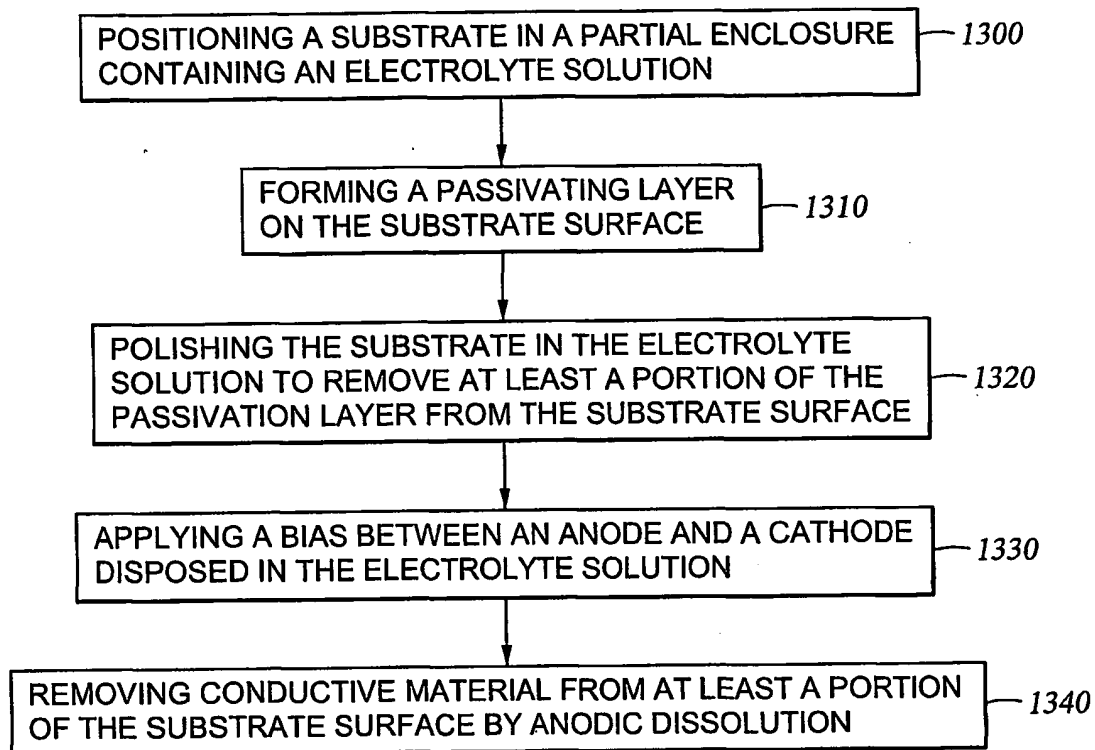 POSITIONING A SUBSTRATE IN A PARTIAL ENCLOSURE
CONTAINING AN ELECTROLYTE SOLUTION
1300
FORMING A PASSIVATING LAYER
ON THE SUBSTRATE SURFACE
1310
POLISHING THE SUBSTRATE IN THE ELECTROLYTE
SOLUTION TO REMOVE AT LEAST A PORTION OF THE
PASSIVATION LAYER FROM THE SUBSTRATE SURFACE
1320
APPLYING A BIAS BETWEEN AN ANODE AND A CATHODE
DISPOSED IN THE ELECTROLYTE SOLUTION
1330
REMOVING CONDUCTIVE MATERIAL FROM AT LEAST A PORTION
OF THE SUBSTRATE SURFACE BY ANODIC DISSOLUTION
1340